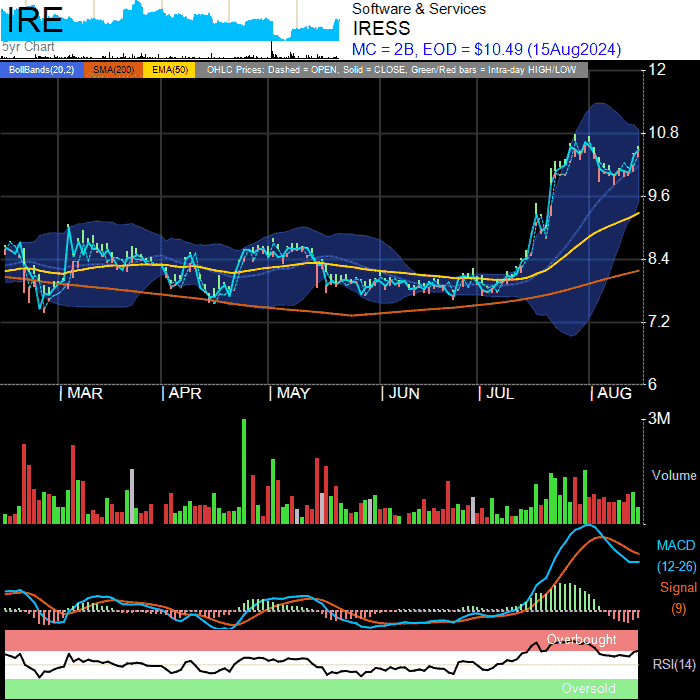 IRE
5yr Chart
Software & Services
IRESS
MC = 2B, EOD = $10.49 (15Aug2024)
BollBands(20,2) SMA(200) EMA(50) OHLC Prices: Dashed = OPEN, Solid = CLOSE, Green/Red bars = Intra-day HIGH/LOW
12
10.8
9.6
8.4
7.2
6
MAR APR MAY JUN JUL AUG
3M
Volume
MACD
(12-26)
Signal
(9)
Overbought
RSI(14)
Oversold